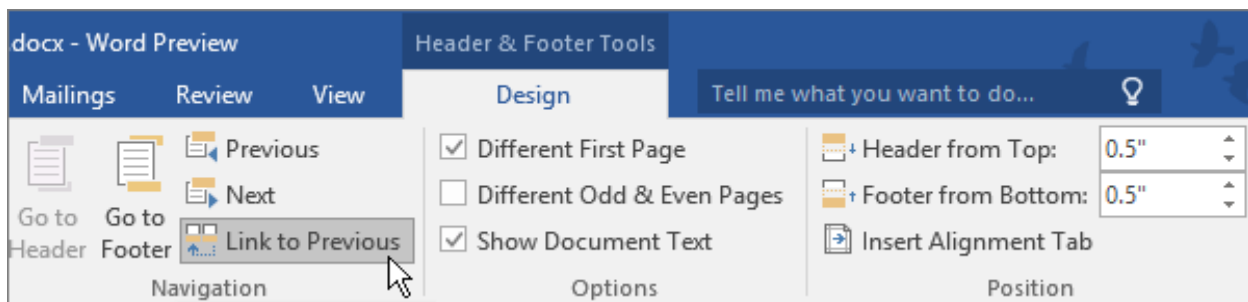 .docx - Word Preview
Header & Footer Tools
Mailings Review View Design Tell me what you want to do...
Go to Header
Go to Footer
Previous
Next
Link to Previous
Navigation
Different First Page
Different Odd & Even Pages
Show Document Text
Options
Header from Top: 0.5"
Footer from Bottom: 0.5"
Insert Alignment Tab
Position